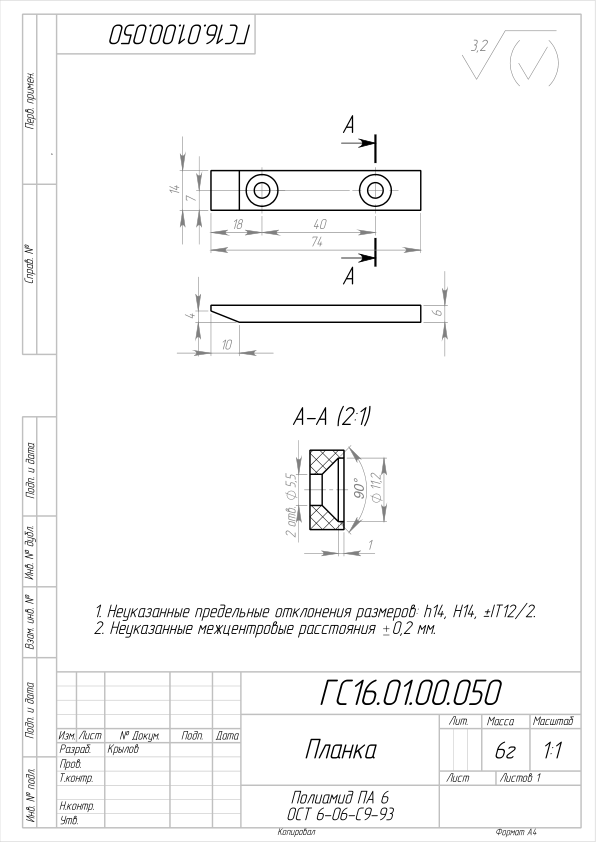 ГС16.01.00.050
3,2
Перв. примен.
Справ. №
Подп. и дата
Инв. № дубл.
Взам. инв. №
Подп. и дата
Инв. № подл.
А
14
7
18
40
74
А
4
10
6
А-А (2:1)
2 отв. ф 5,5
90°
ф 11,2
1
1. Неуказанные предельные отклонения размеров: h14, H14, ±IT12/2.
2. Неуказанные межцентровые расстояния ±0,2 мм.
ГС16.01.00.050
Изм. Лист № Докум. Подп. Дата
Разраб. Крылов
Пров.
Т.контр.
Н.контр.
Утв.
Планка
Лит. Масса Масштаб
6г 1:1
Лист Листов 1
Полиамид ПА 6
ОСТ 6-06-С9-93
Копировал Формат А4